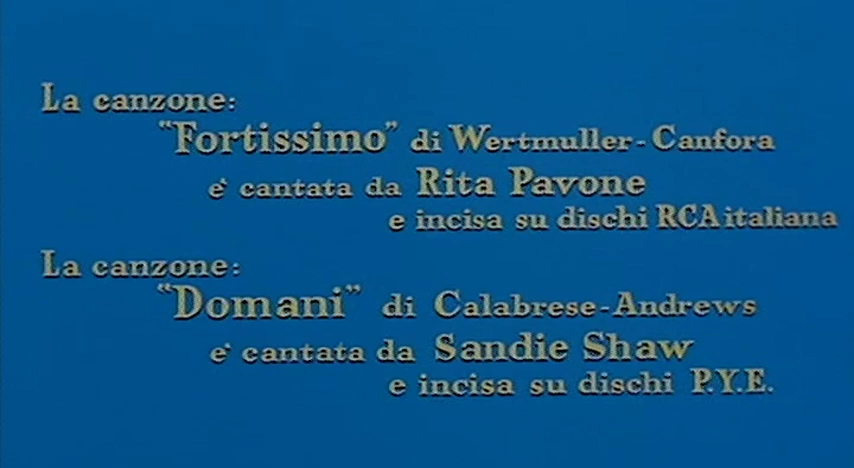 La canzone:
"Fortissimo" di Wertmuller-Canfora
e' cantata da Rita Pavone
e incisa su dischi RCA italiana
La canzone:
"Domani" di Calabrese-Andrews
e' cantata da Sandie Shaw
e incisa su dischi P.Y.E.